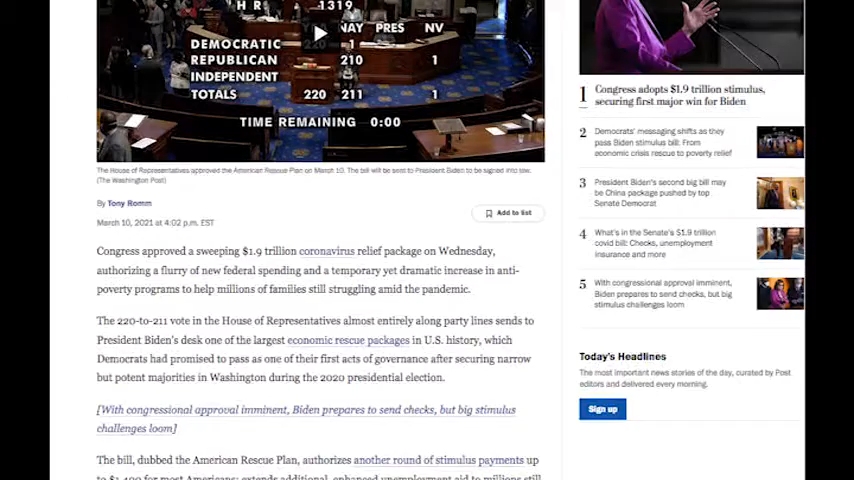 H R
1319
YEA NAY PRES NV
DEMOCRATIC 220 1
REPUBLICAN 210 1
INDEPENDENT
TOTALS 220 211 1
TIME REMAINING 0:00
The House of Representatives approved the American Rescue Plan on March 10. The bill will be sent to President Biden to be signed into law.
(The Washington Post)
By Tony Romm
March 10, 2021 at 4:02 p.m. EST
Add to list
Congress approved a sweeping $1.9 trillion coronavirus relief package on Wednesday,
authorizing a flurry of new federal spending and a temporary yet dramatic increase in anti-
poverty programs to help millions of families still struggling amid the pandemic.
The 220-to-211 vote in the House of Representatives almost entirely along party lines sends to
President Biden's desk one of the largest economic rescue packages in U.S. history, which
Democrats had promised to pass as one of their first acts of governance after securing narrow
but potent majorities in Washington during the 2020 presidential election.
[With congressional approval imminent, Biden prepares to send checks, but big stimulus
challenges loom]
The bill, dubbed the American Rescue Plan, authorizes another round of stimulus payments up
to $1,400 for most Americans; extends additional, enhanced unemployment aid to millions still
1 Congress adopts $1.9 trillion stimulus,
securing first major win for Biden
2 Democrats' messaging shifts as they
pass Biden stimulus bill: From
economic crisis rescue to poverty relief
3 President Biden's second big bill may
be China package pushed by top
Senate Democrat
4 What's in the Senate's $1.9 trillion
covid bill: Checks, unemployment
insurance and more
5 With congressional approval imminent,
Biden prepares to send checks, but big
stimulus challenges loom
Today's Headlines
The most important news stories of the day, curated by Post
editors and delivered every morning.
Sign up